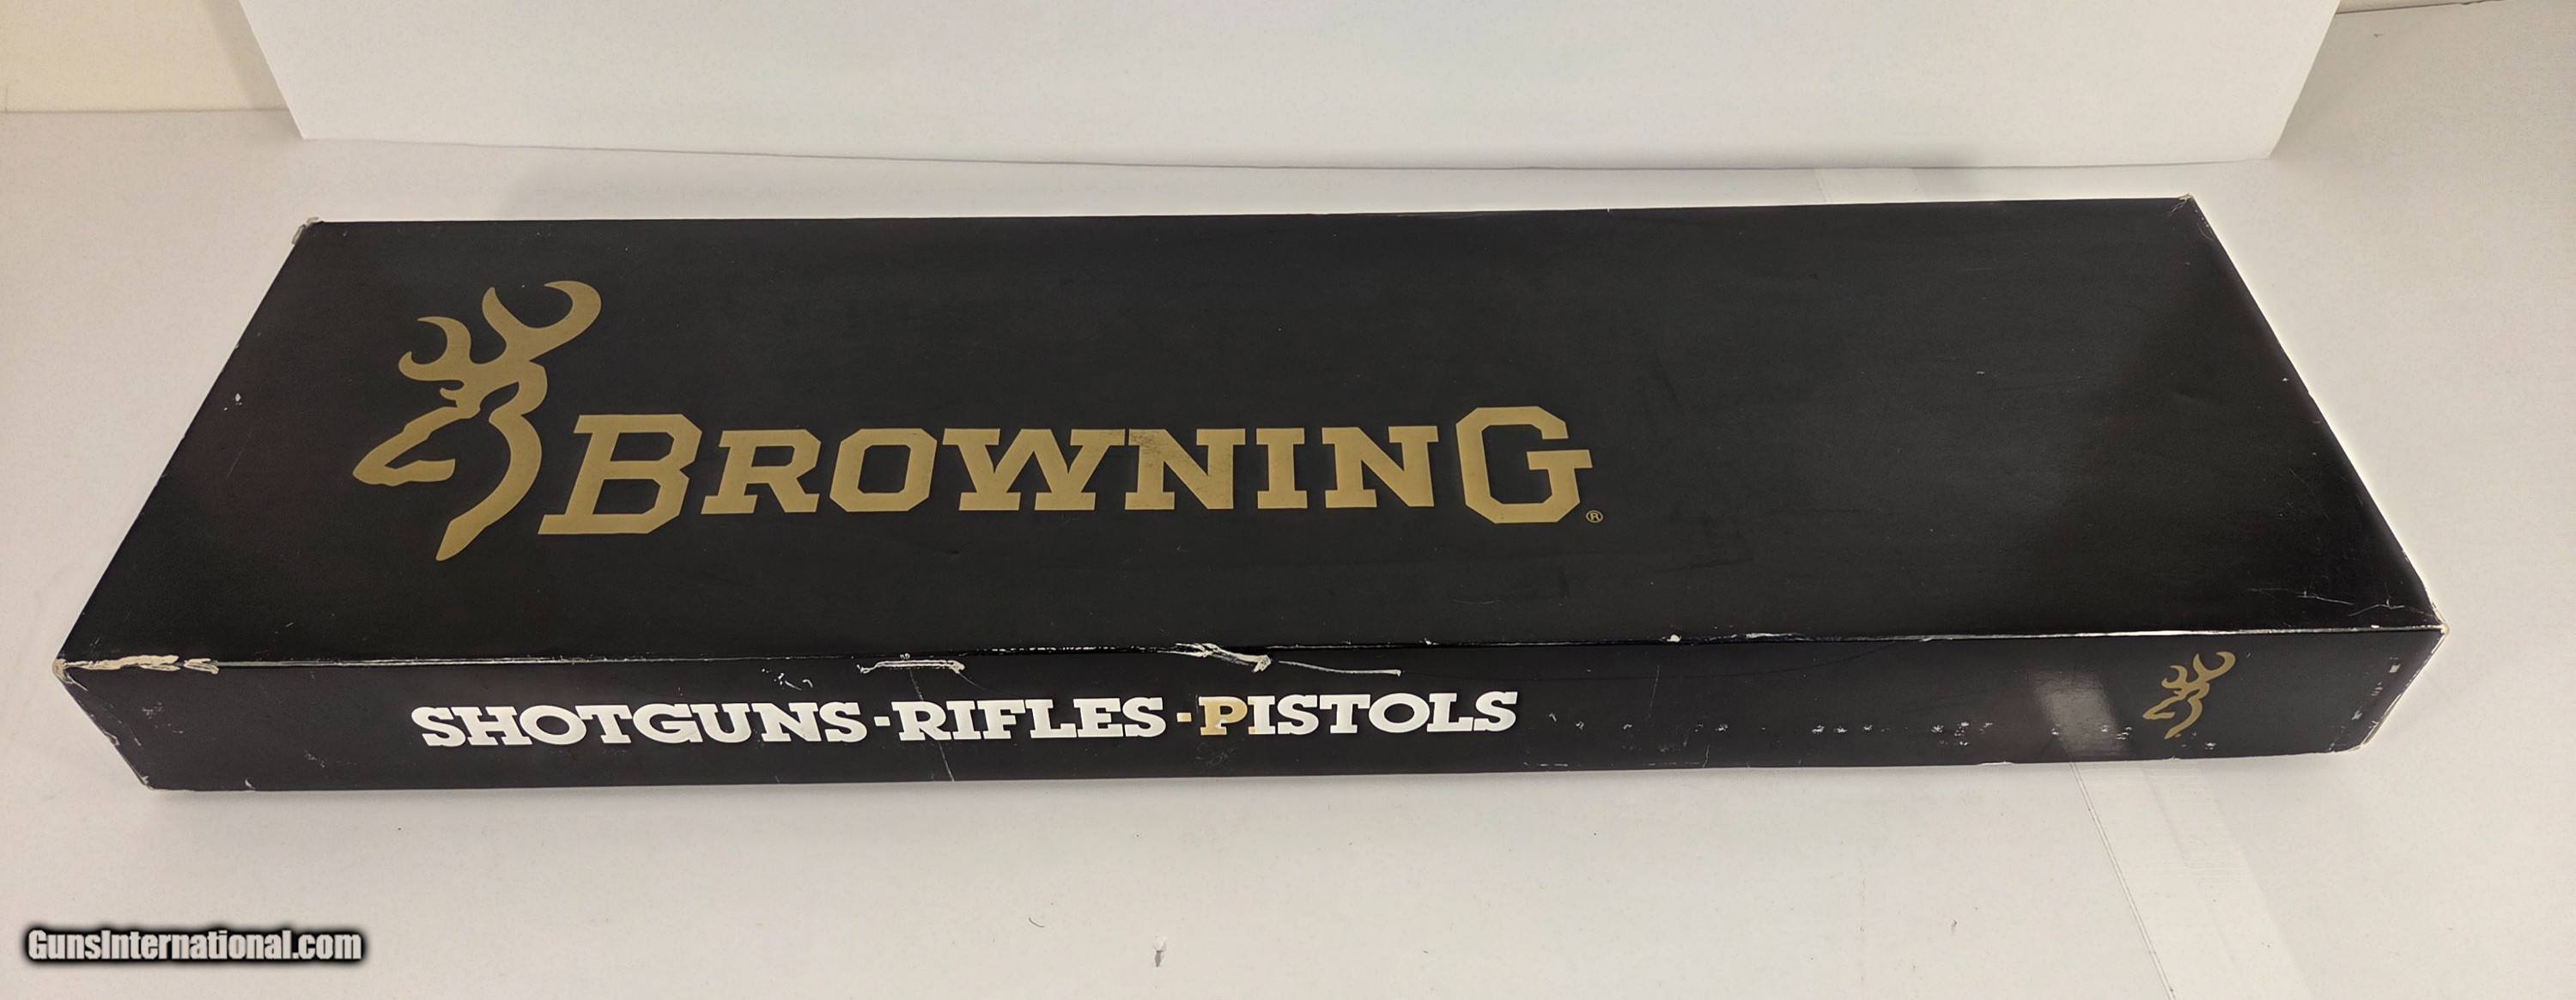 BROWNING®
SHOTGUNS-RIFLES-PISTOLS
GunsInternational.com